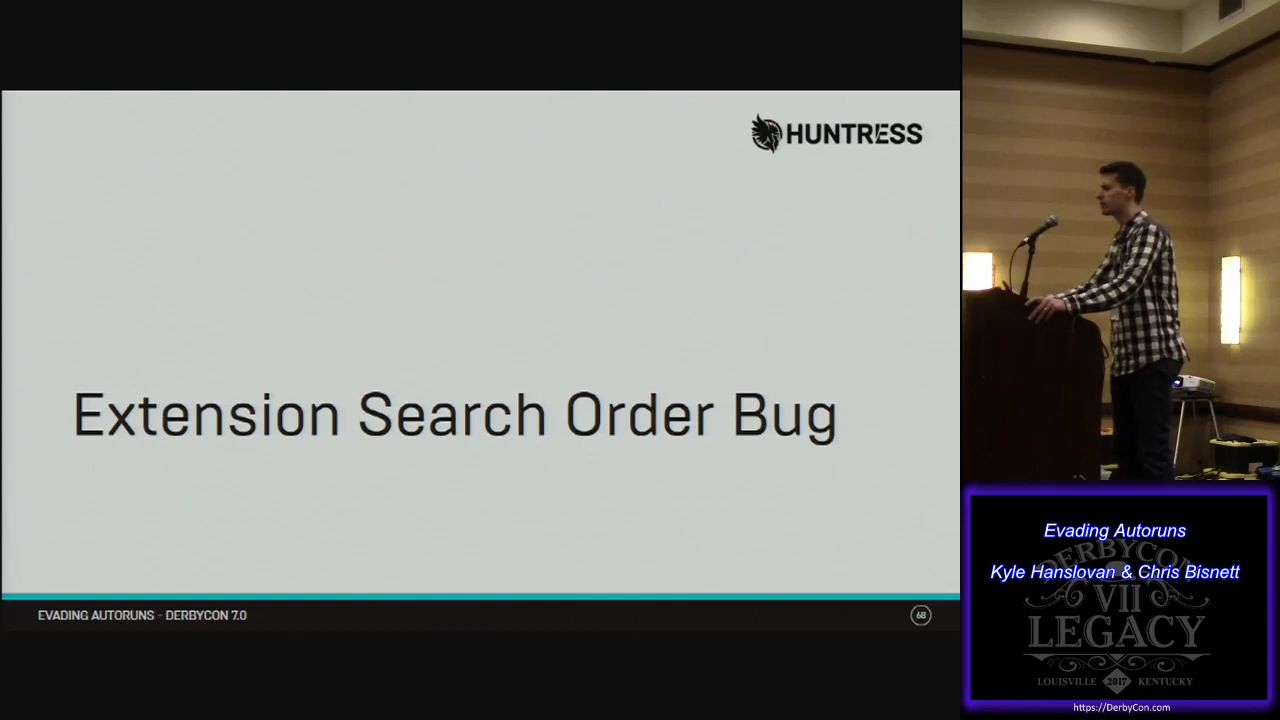 HUNTRESS
Extension Search Order Bug
EVADING AUTORUNS - DERBYCON 7.0
68
Evading Autoruns
Kyle Hanslovan & Chris Bisnett
DERBYCON
VII
LEGACY
LOUISVILLE 2017 KENTUCKY
https://DerbyCon.com